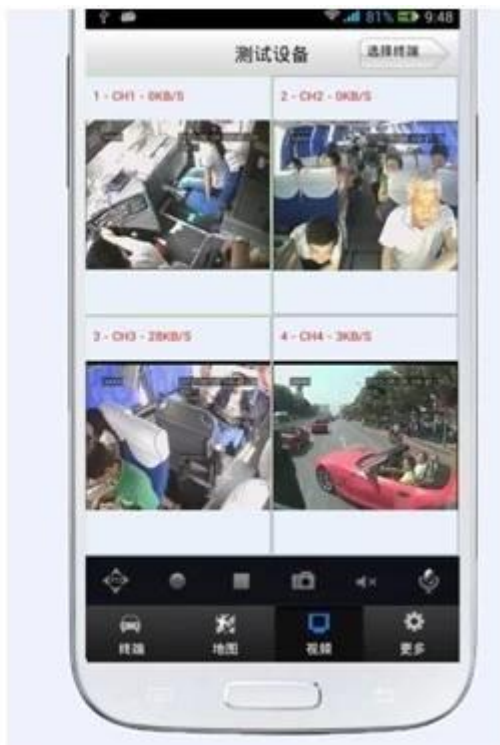 81% 9:48
测试设备 选择终端
1 - CH1 - 0KB/S
2 - CH2 - 0KB/S
3 - CH3 - 28KB/S
4 - CH4 - 3KB/S
终端 地图 视频 更多